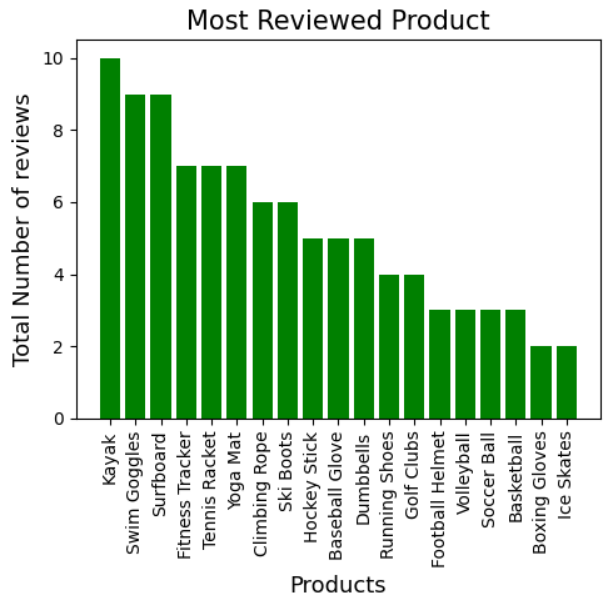 Most Reviewed Product
Total Number of reviews
10
8
6
4
2
0
Kayak
Swim Goggles
Surfboard
Fitness Tracker
Tennis Racket
Yoga Mat
Climbing Rope
Ski Boots
Hockey Stick
Baseball Glove
Dumbbells
Running Shoes
Golf Clubs
Football Helmet
Volleyball
Soccer Ball
Basketball
Boxing Gloves
Ice Skates
Products